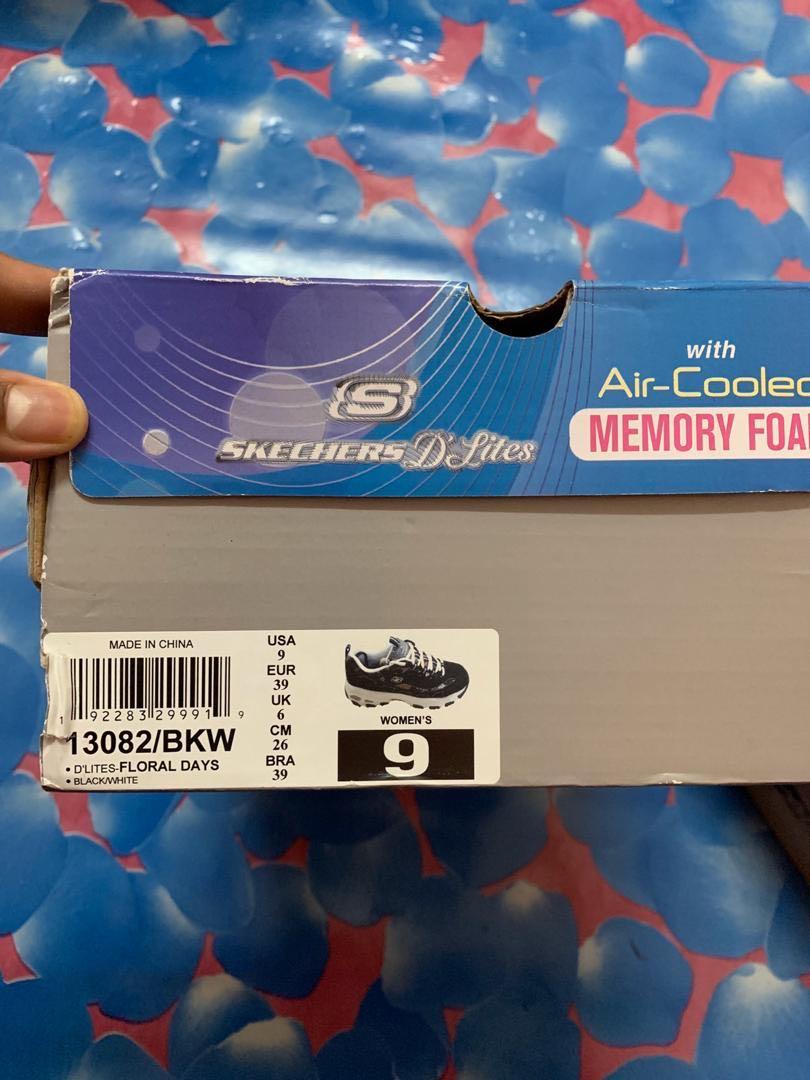 with
Air-Cooled
MEMORY FOA
S
SKECHERS D'Lites
MADE IN CHINA
1 92283 29991 9
13082/BKW
• D'LITES-FLORAL DAYS
• BLACK/WHITE
USA
9
EUR
39
UK
6
CM
26
BRA
39
WOMEN'S
9